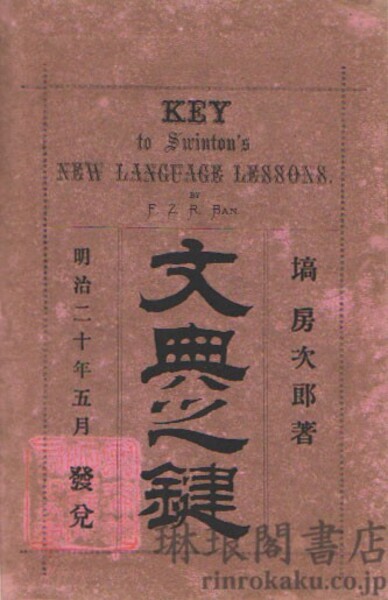 KEY
to Swinton's
NEW LANGUAGE LESSONS.
BY
F. Z. R. BAN
塙 房次郎著
文典之鍵
明治二十年五月 發兌
琳琅閣書店
rinrokaku.co.jp